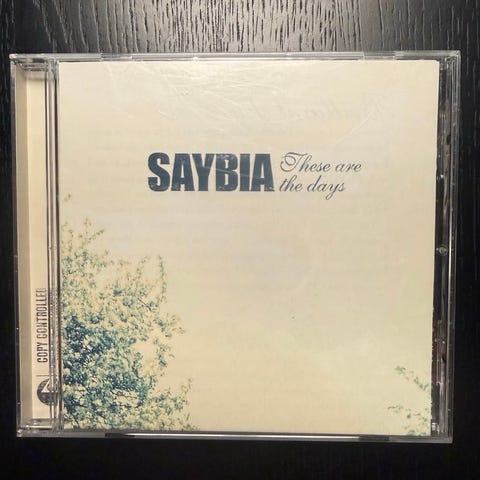 SAYBIA These are
the days
COPY CONTROLLED